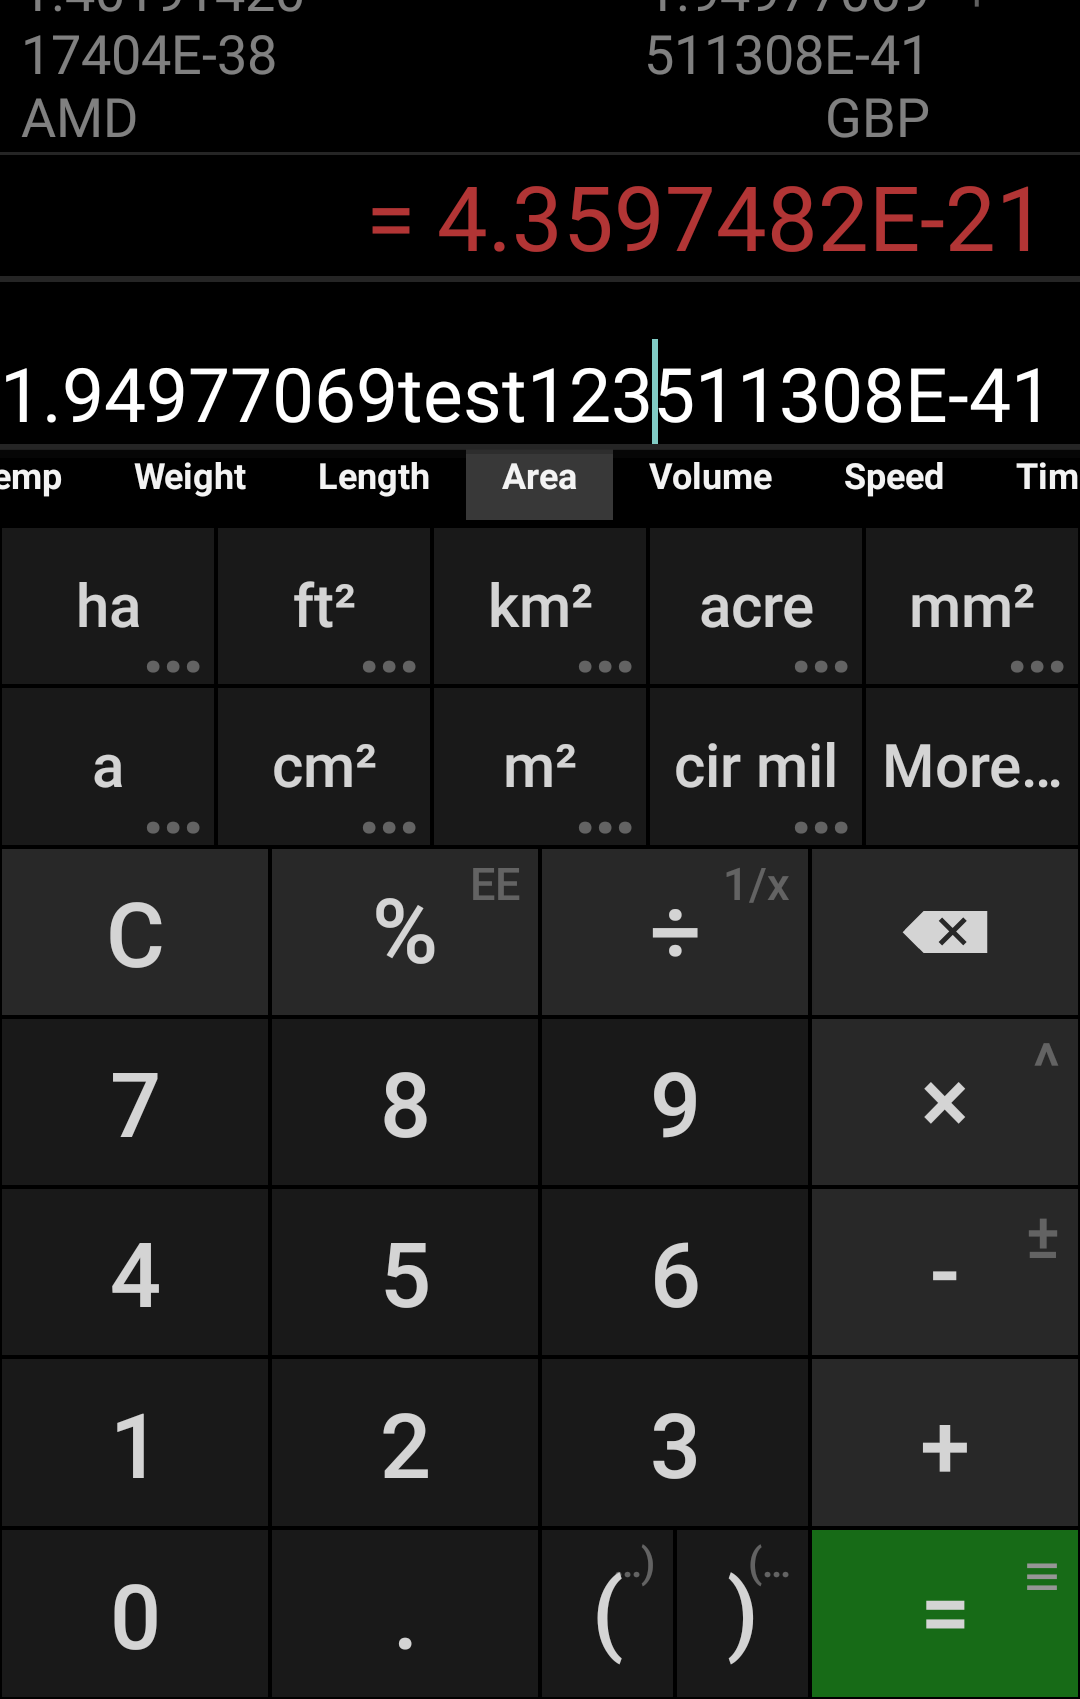 17404E-38 511308E-41
AMD GBP
= 4.3597482E-21
1.94977069test123511308E-41
emp Weight Length Area Volume Speed Tim
ha ft² km² acre mm²
a cm² m² cir mil More...
C % EE ÷ 1/x
7 8 9 × ^
4 5 6 - ±
1 2 3 +
0 . ( ..) ) (... =